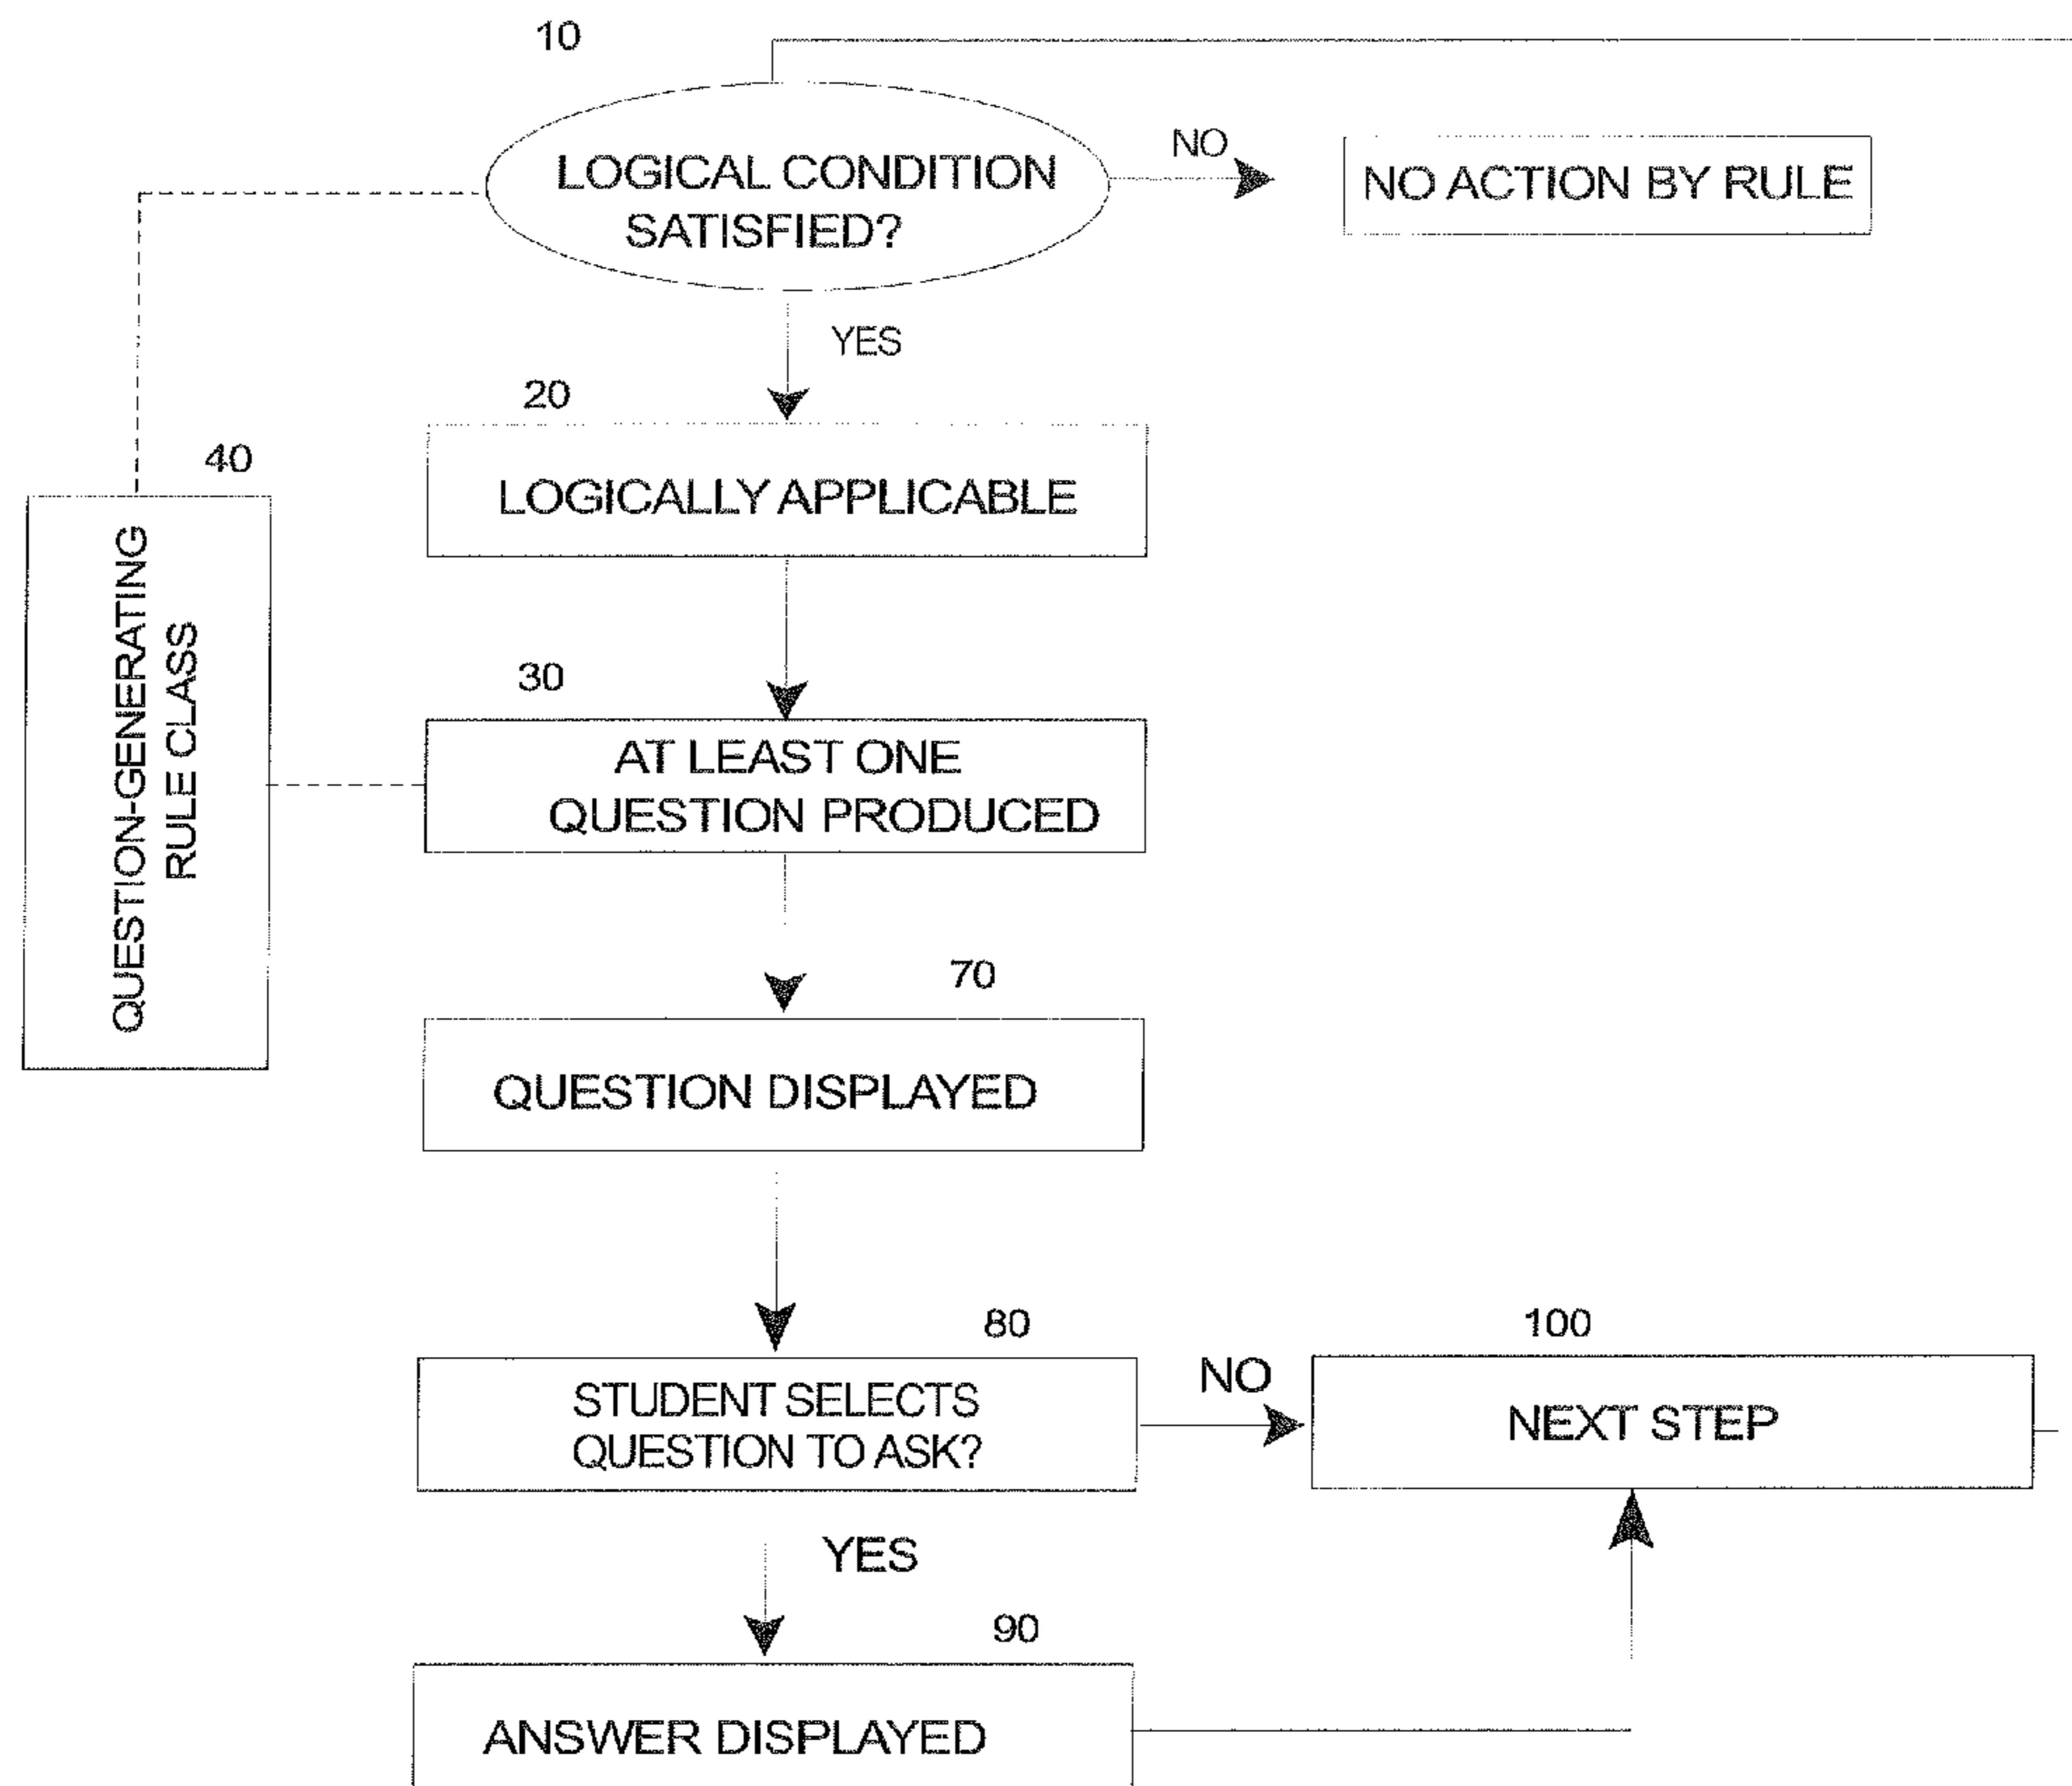 10
LOGICAL CONDITION
SATISFIED?
NO
NO ACTION BY RULE
YES
20
LOGICALLY APPLICABLE
40
QUESTION-GENERATING
RULE CLASS
30
AT LEAST ONE
QUESTION PRODUCED
70
QUESTION DISPLAYED
80
STUDENT SELECTS
QUESTION TO ASK?
NO
100
NEXT STEP
YES
90
ANSWER DISPLAYED